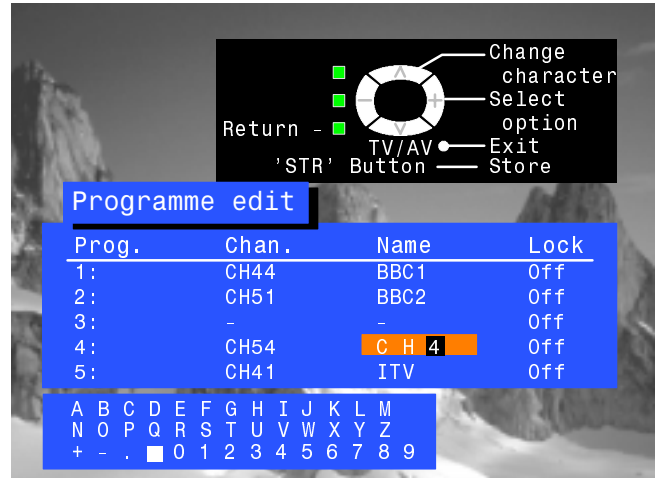 Change
character
Select
option
Return -
TV/AV
Exit
'STR' Button
Store
Programme edit
Prog. Chan. Name Lock
1: CH44 BBC1 Off
2: CH51 BBC2 Off
3: - - Off
4: CH54 C H 4 Off
5: CH41 ITV Off
A B C D E F G H I J K L M
N O P Q R S T U V W X Y Z
+ - . 0 1 2 3 4 5 6 7 8 9